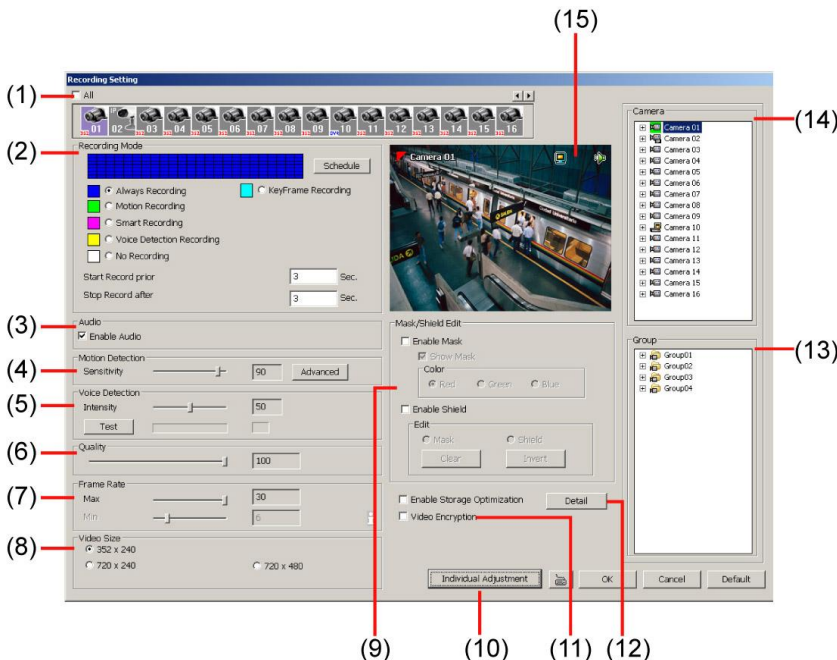 (15)
Recording Setting
(1)
All
01 02 03 04 05 06 07 08 09 10 11 12 13 14 15 16
(2)
Recording Mode
Schedule
Always Recording
KeyFrame Recording
Motion Recording
Smart Recording
Voice Detection Recording
No Recording
Start Record prior 3 Sec.
Stop Record after 3 Sec.
(3)
Audio
Enable Audio
(4)
Motion Detection
Sensitivity 90 Advanced
(5)
Voice Detection
Intensity 50
Test
(6)
Quality
100
(7)
Frame Rate
Max 30
Min 6
(8)
Video Size
352 x 240
720 x 240
720 x 480
Camera 01
Mask/Shield Edit
Enable Mask
Show Mask
Color
Red Green Blue
Enable Shield
Edit
Mask Shield
Clear Invert
Enable Storage Optimization Detail
Video Encryption
Individual Adjustment OK Cancel Default
(14)
Camera
Camera 01
Camera 02
Camera 03
Camera 04
Camera 05
Camera 06
Camera 07
Camera 08
Camera 09
Camera 10
Camera 11
Camera 12
Camera 13
Camera 14
Camera 15
Camera 16
(13)
Group
Group01
Group02
Group03
Group04
(9) (10) (11) (12)